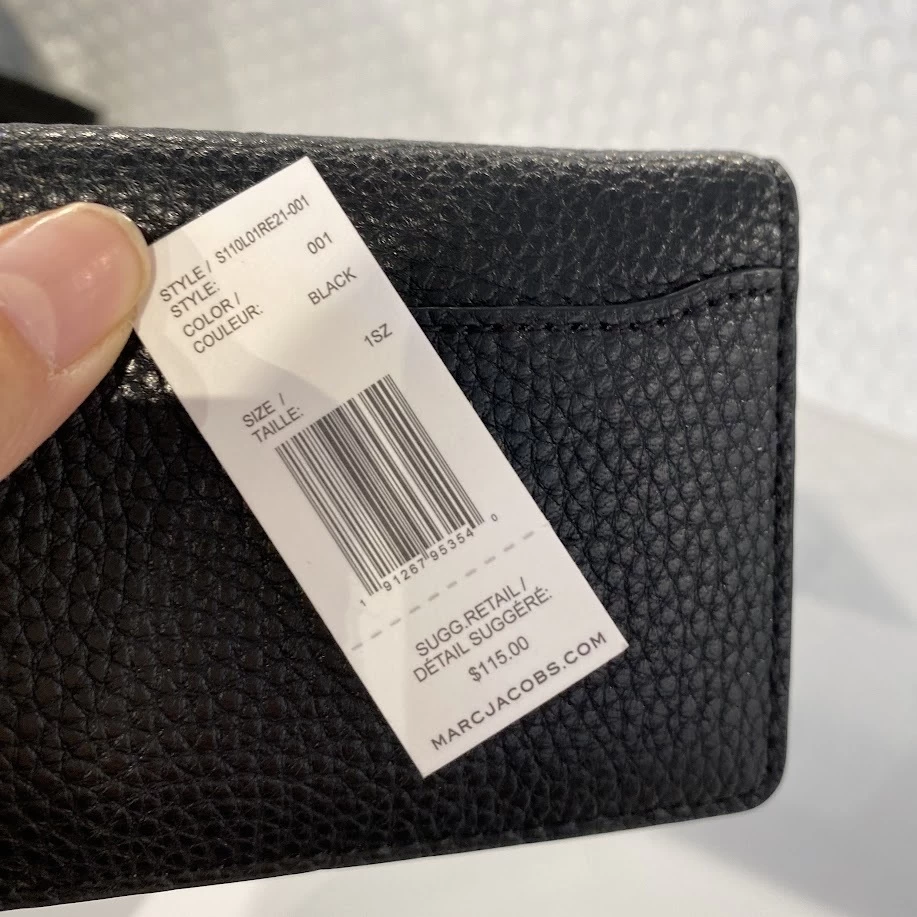 STYLE / S110L01RE21-001
STYLE:
001
COLOR /
COULEUR: BLACK
1SZ
SIZE /
TAILLE:
1 91267 95354 0
SUGG.RETAIL /
DÉTAIL SUGGÉRÉ:
$115.00
MARCJACOBS.COM